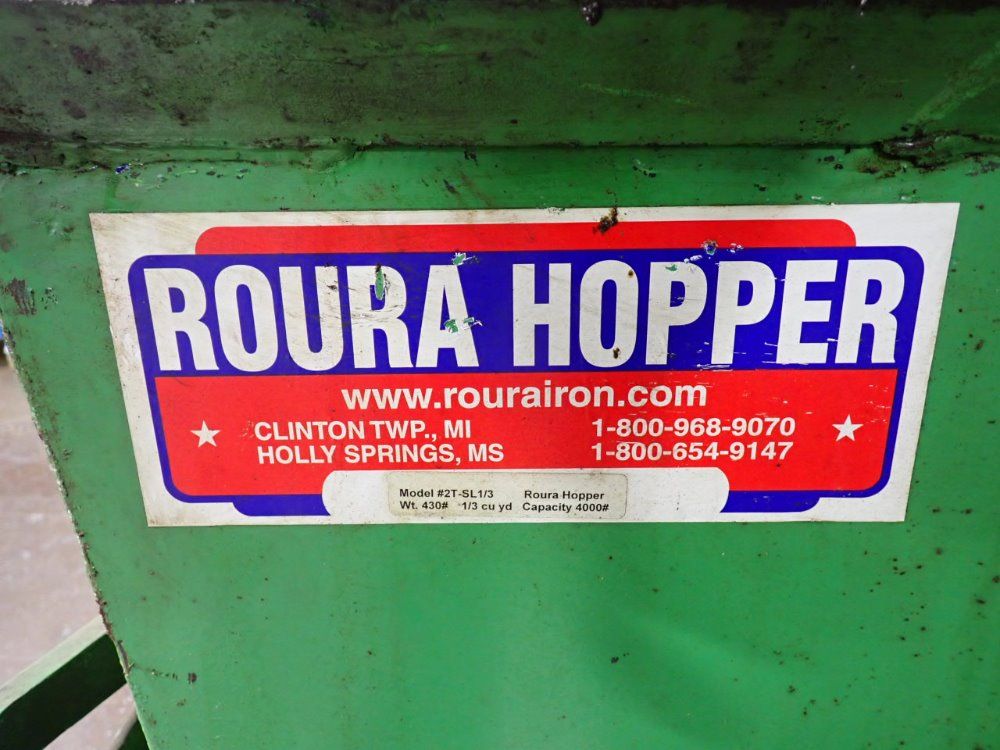 ROURA HOPPER
www.rourairon.com
CLINTON TWP., MI 1-800-968-9070
HOLLY SPRINGS, MS 1-800-654-9147
Model #2T-SL1/3 Roura Hopper
Wt. 430# 1/3 cu yd Capacity 4000#